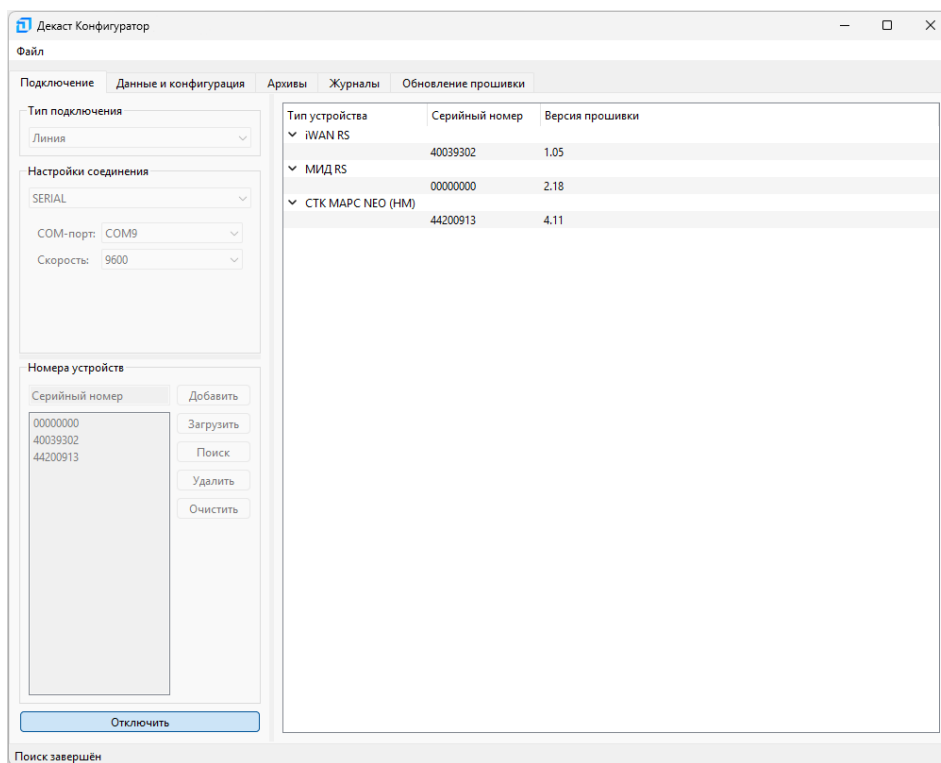 Декаст Конфигуратор
Файл
Подключение Данные и конфигурация Архивы Журналы Обновление прошивки
Тип подключения
Линия
Настройки соединения
SERIAL
COM-порт: COM9
Скорость: 9600
Номера устройств
Серийный номер Добавить
00000000
40039302
44200913
Загрузить
Поиск
Удалить
Очистить
Отключить
Тип устройства Серийный номер Версия прошивки
iWAN RS
40039302 1.05
МИД RS
00000000 2.18
СТК МАРС NEO (НМ)
44200913 4.11
Поиск завершён